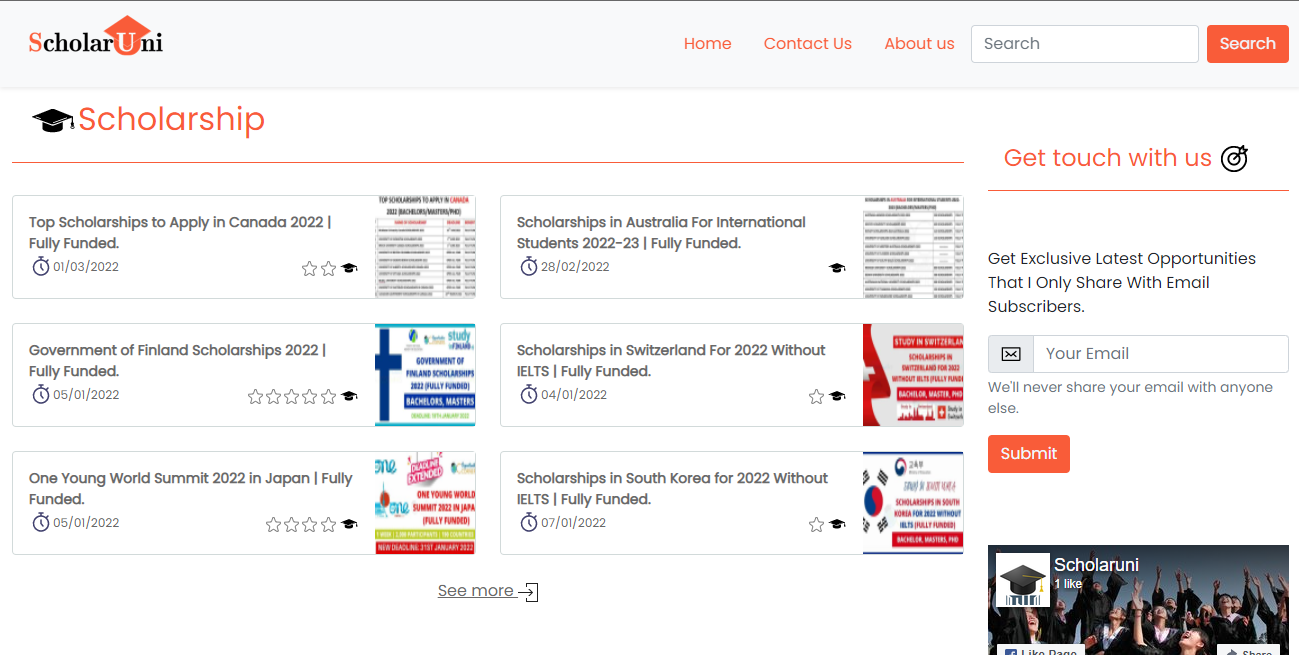 ScholarUni
Home
Contact Us
About us
Search
Search
Scholarship
Get touch with us
Top Scholarships to Apply in Canada 2022 |
Fully Funded.
01/03/2022
TOP SCHOLARSHIPS TO APPLY IN CANADA
2022 (BACHELORS/MASTERS/PHD)
Scholarships in Australia For International
Students 2022-23 | Fully Funded.
28/02/2022
Government of Finland Scholarships 2022 |
Fully Funded.
05/01/2022
study
FINLAND
GOVERNMENT OF
FINLAND SCHOLARSHIPS
2022 (FULLY FUNDED)
BACHELORS, MASTERS
Scholarships in Switzerland For 2022 Without
IELTS | Fully Funded.
04/01/2022
STUDY IN SWITZERLAN
SCHOLARSHIPS IN
SWITZERLAND FOR 2022
WITHOUT IELTS (FULLY FUND
BACHELOR, MASTER, PH
One Young World Summit 2022 in Japan | Fully
Funded.
05/01/2022
DEADLINE
EXTENDED
ONE YOUNG WORLD
SUMMIT 2022 IN JAPA
(FULLY FUNDED)
NEW DEADLINE: 31ST JANUARY 2022
Scholarships in South Korea for 2022 Without
IELTS | Fully Funded.
07/01/2022
SCHOLARSHIPS IN SOUTH
KOREA FOR 2022 WITHOUT
IELTS (FULLY FUNDED)
BACHELOR, MASTERS, PHD
See more
Get Exclusive Latest Opportunities
That I Only Share With Email
Subscribers.
Your Email
We'll never share your email with anyone
else.
Submit
Scholaruni
1 like
Like Page
Share